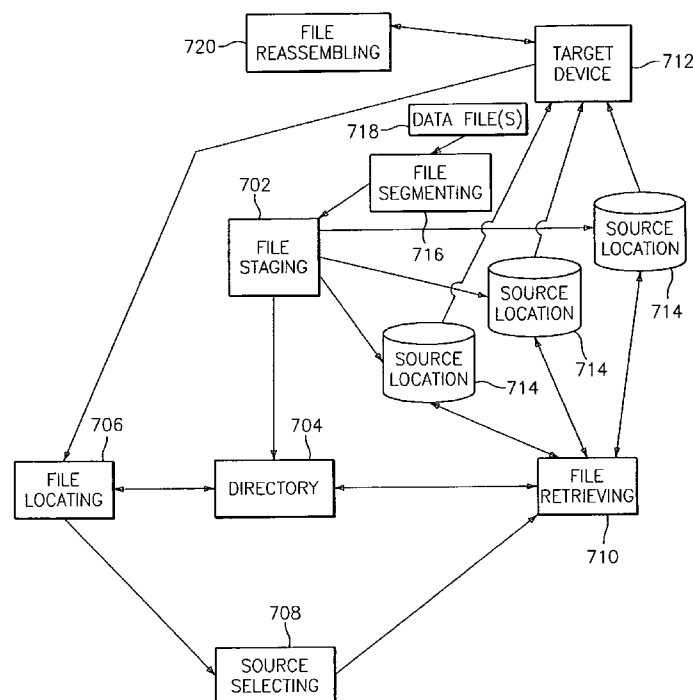 FILE
REASSEMBLING
720
TARGET
DEVICE
712
DATA FILE(S)
718
FILE
SEGMENTING
716
702
FILE
STAGING
SOURCE
LOCATION
714
SOURCE
LOCATION
714
SOURCE
LOCATION
714
706
FILE
LOCATING
704
DIRECTORY
FILE
RETRIEVING
710
708
SOURCE
SELECTING